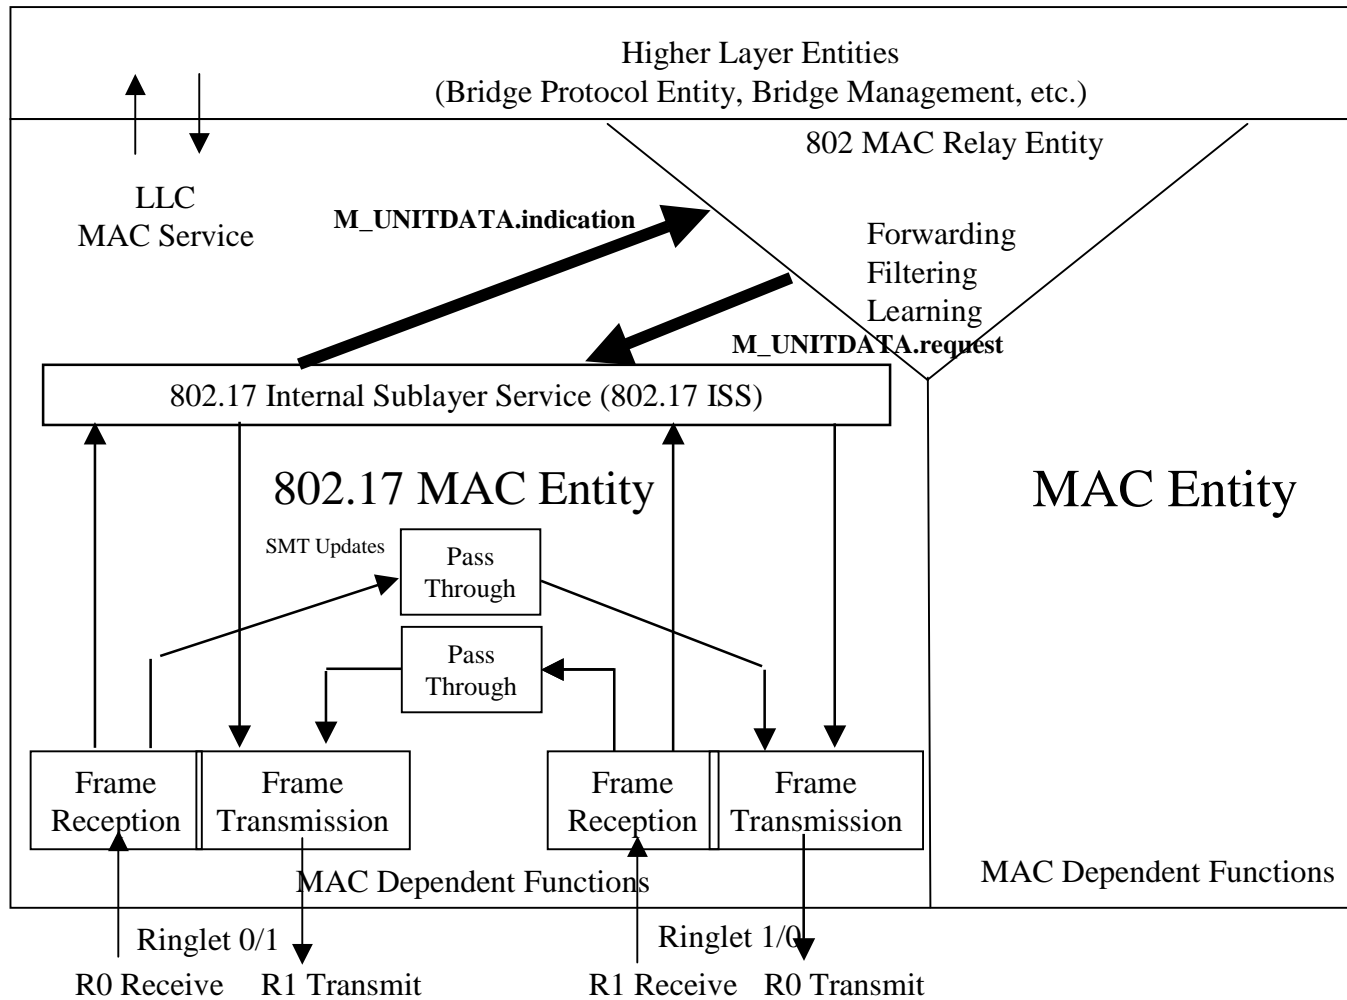 Higher Layer Entities
(Bridge Protocol Entity, Bridge Management, etc.)
802 MAC Relay Entity
LLC
MAC Service
M_UNITDATA.indication
Forwarding
Filtering
Learning
M_UNITDATA.request
802.17 Internal Sublayer Service (802.17 ISS)
802.17 MAC Entity
MAC Entity
SMT Updates
Pass
Through
Pass
Through
Frame
Reception
Frame
Transmission
Frame
Reception
Frame
Transmission
MAC Dependent Functions
MAC Dependent Functions
Ringlet 0/1
Ringlet 1/0
R0 Receive
R1 Transmit
R1 Receive
R0 Transmit